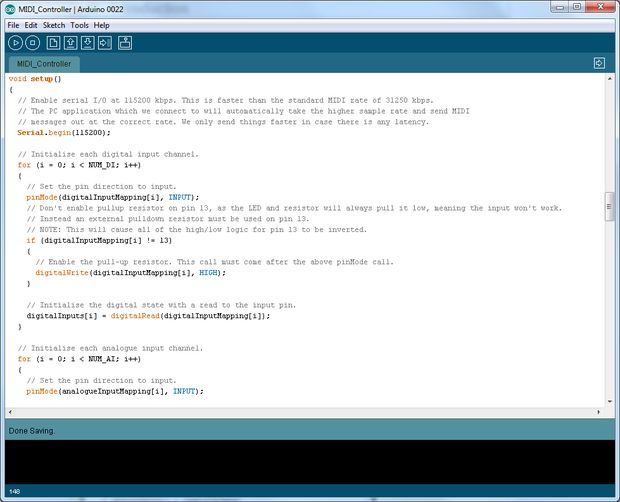 MIDI_Controller | Arduino 0022
File Edit Sketch Tools Help
MIDI_Controller
void setup()
{
// Enable serial I/O at 115200 kbps. This is faster than the standard MIDI rate of 31250 kbps.
// The PC application which we connect to will automatically take the higher sample rate and send MIDI
// messages out at the correct rate. We only send things faster in case there is any latency.
Serial.begin(115200);
// Initialise each digital input channel.
for (i = 0; i < NUM_DI; i++)
{
// Set the pin direction to input.
pinMode(digitalInputMapping[i], INPUT);
// Don't enable pullup resistor on pin 13, as the LED and resistor will always pull it low, meaning the input won't work.
// Instead an external pulldown resistor must be used on pin 13.
// NOTE: This will cause all of the high/low logic for pin 13 to be inverted.
if (digitalInputMapping[i] != 13)
{
// Enable the pull-up resistor. This call must come after the above pinMode call.
digitalWrite(digitalInputMapping[i], HIGH);
}
// Initialise the digital state with a read to the input pin.
digitalInputs[i] = digitalRead(digitalInputMapping[i]);
}
// Initialise each analogue input channel.
for (i = 0; i < NUM_AI; i++)
{
// Set the pin direction to input.
pinMode(analogueInputMapping[i], INPUT);
Done Saving.
148